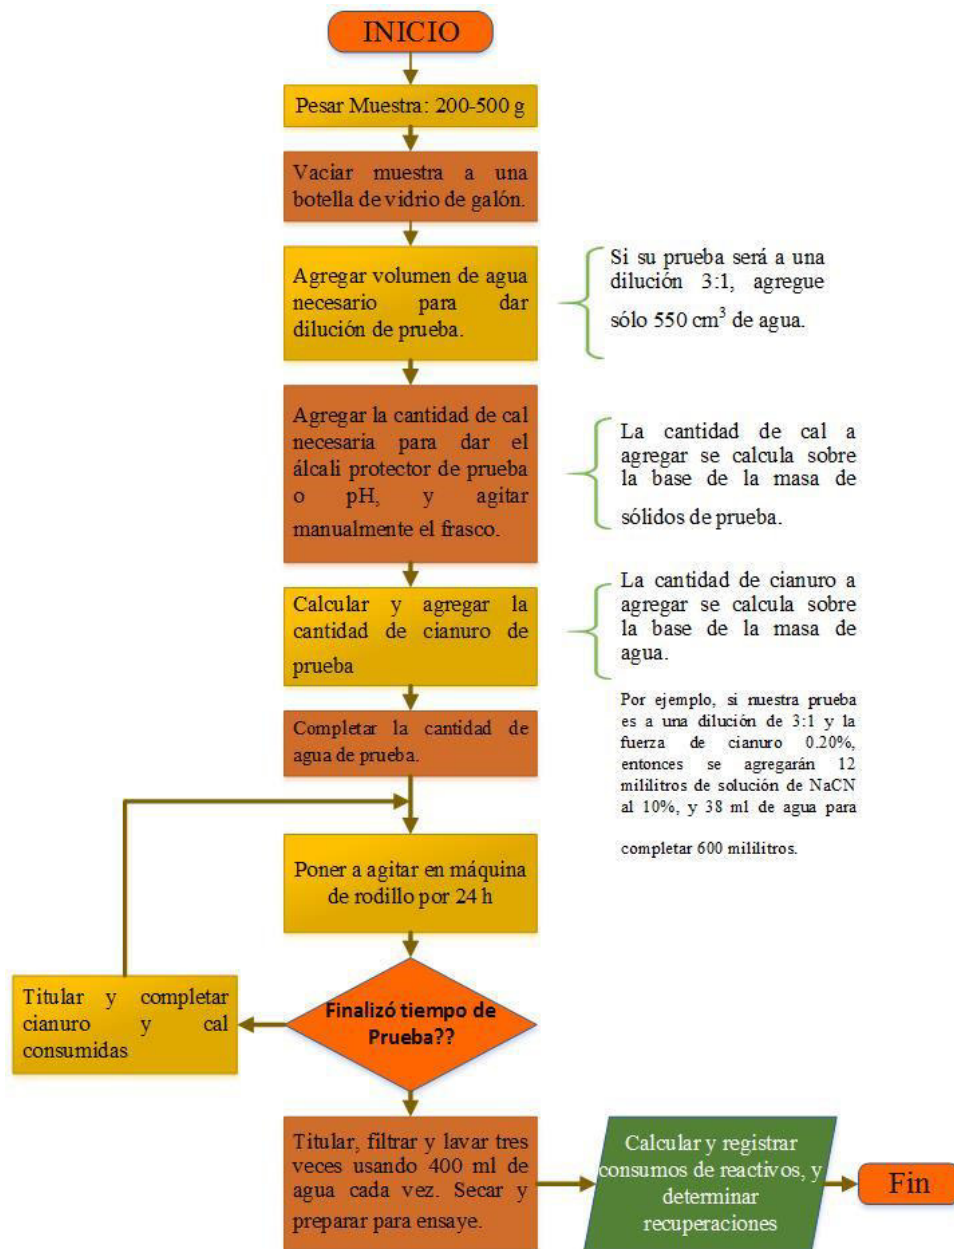 INICIO
Pesar Muestra: 200-500 g
Vaciar muestra a una
botella de vidrio de galón.
Agregar volumen de agua
necesario para dar
dilución de prueba.
Si su prueba será a una
dilución 3:1, agregue
sólo 550 cm³ de agua.
Agregar la cantidad de cal
necesaria para dar el
álcali protector de prueba
o pH, y agitar
manualmente el frasco.
La cantidad de cal a
agregar se calcula sobre
la base de la masa de
sólidos de prueba.
Calcular y agregar la
cantidad de cianuro de
prueba
La cantidad de cianuro a
agregar se calcula sobre
la base de la masa de
agua.
Por ejemplo, si nuestra prueba
es a una dilución de 3:1 y la
fuerza de cianuro 0.20%,
entonces se agregarán 12
mililitros de solución de NaCN
al 10%, y 38 ml de agua para
completar 600 mililitros.
Completar la cantidad de
agua de prueba.
Poner a agitar en máquina
de rodillo por 24 h
Finalizó tiempo de
Prueba??
Titular y completar
cianuro y cal
consumidas
Titular, filtrar y lavar tres
veces usando 400 ml de
agua cada vez. Secar y
preparar para ensaye.
Calcular y registrar
consumos de reactivos, y
determinar
recuperaciones
Fin